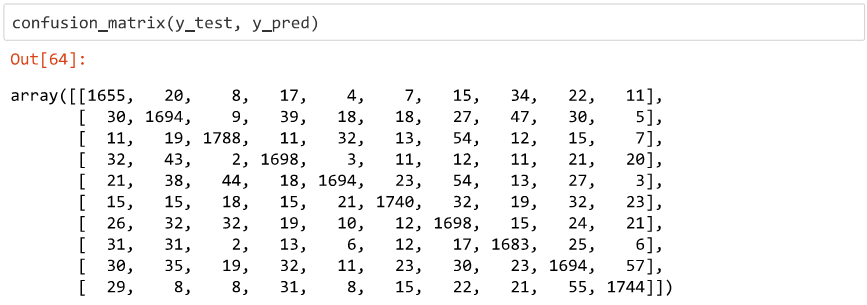 confusion_matrix(y_test, y_pred)
Out[64]:
array([[1655, 20, 8, 17, 4, 7, 15, 34, 22, 11],
[ 30, 1694, 9, 39, 18, 18, 27, 47, 30, 5],
[ 11, 19, 1788, 11, 32, 13, 54, 12, 15, 7],
[ 32, 43, 2, 1698, 3, 11, 12, 11, 21, 20],
[ 21, 38, 44, 18, 1694, 23, 54, 13, 27, 3],
[ 15, 15, 18, 15, 21, 1740, 32, 19, 32, 23],
[ 26, 32, 32, 19, 10, 12, 1698, 15, 24, 21],
[ 31, 31, 2, 13, 6, 12, 17, 1683, 25, 6],
[ 30, 35, 19, 32, 11, 23, 30, 23, 1694, 57],
[ 29, 8, 8, 31, 8, 15, 22, 21, 55, 1744]])